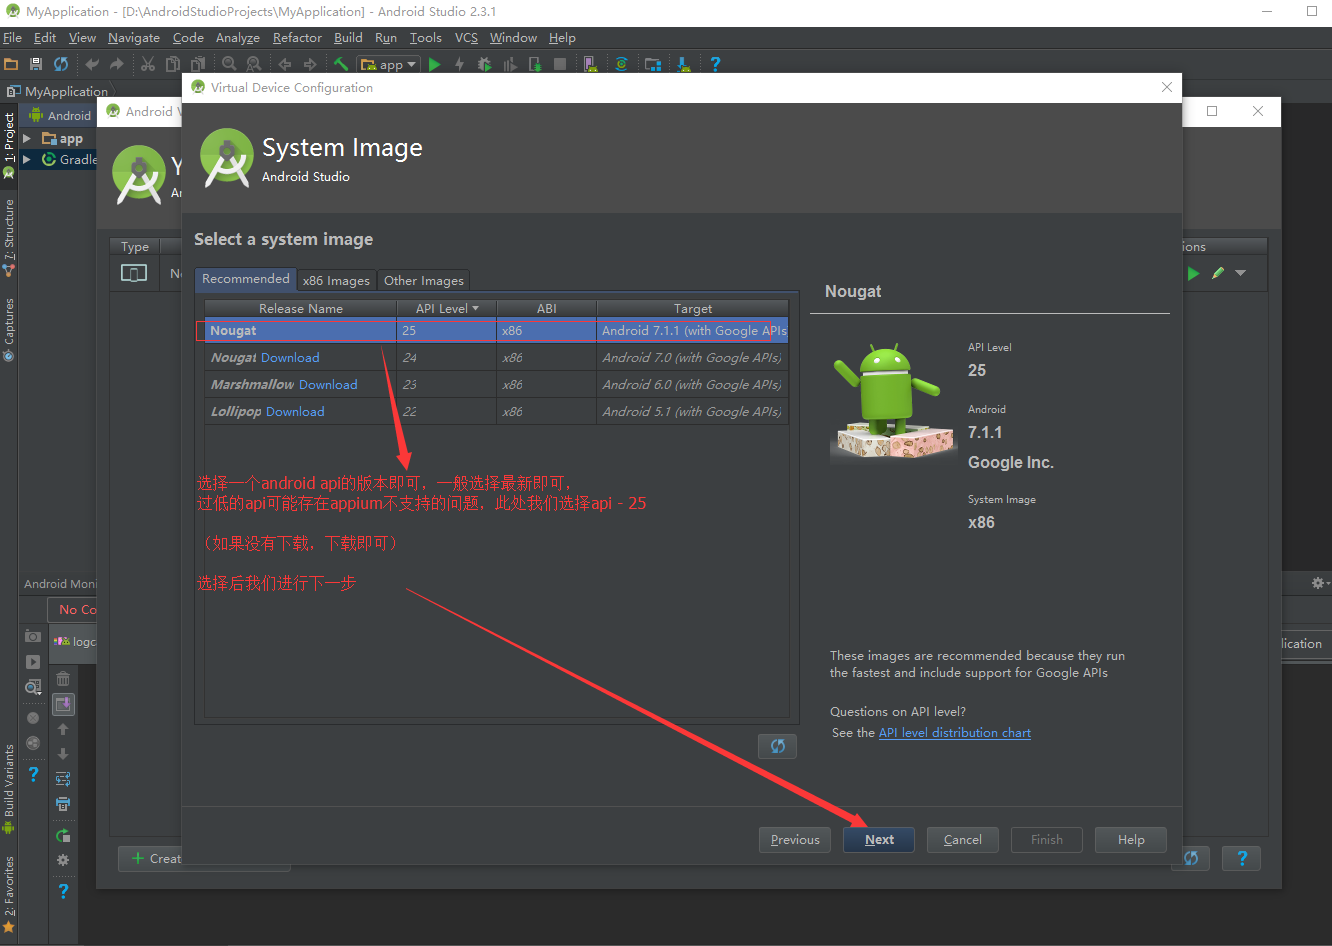 MyApplication - [D:\AndroidStudioProjects\MyApplication] - Android Studio 2.3.1
File Edit View Navigate Code Analyze Refactor Build Run Tools VCS Window Help
app
MyApplication
Virtual Device Configuration
Android
Android V
1: Project
app
Gradle
System Image
Android Studio
Y
7: Structure
Select a system image
Type
ions
Recommended x86 Images Other Images
Release Name API Level ABI Target
Nougat 25 x86 Android 7.1.1 (with Google APIs
Nougat Download 24 x86 Android 7.0 (with Google APIs)
Marshmallow Download 23 x86 Android 6.0 (with Google APIs)
Lollipop Download 22 x86 Android 5.1 (with Google APIs)
Captures
Nougat
API Level
25
Android
7.1.1
Google Inc.
System Image
x86
选择一个android api的版本即可，一般选择最新即可，
过低的api可能存在appium不支持的问题，此处我们选择api - 25
（如果没有下载，下载即可）
选择后我们进行下一步
Android Moni
No Co
logc
lication
These images are recommended because they run
the fastest and include support for Google APIs
Questions on API level?
See the API level distribution chart
Build Variants
Previous Next Cancel Finish Help
Creat
?
2: Favorites